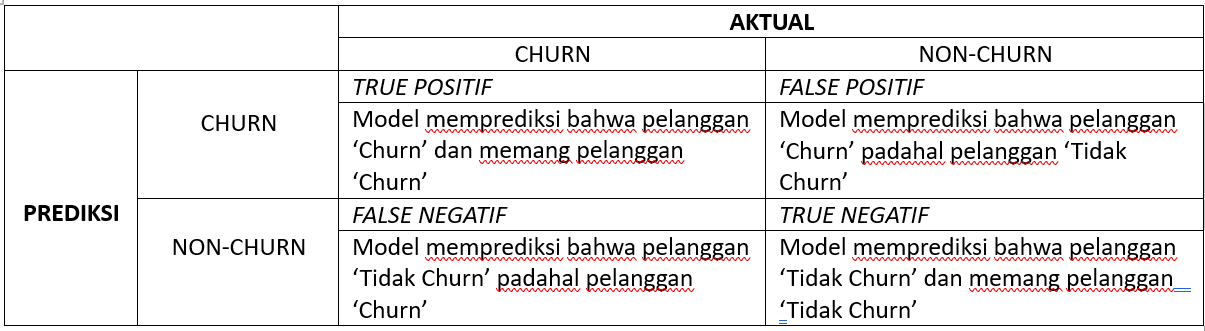 AKTUAL
CHURN NON-CHURN
PREDIKSI
CHURN
TRUE POSITIF
Model memprediksi bahwa pelanggan
‘Churn’ dan memang pelanggan
‘Churn’
FALSE POSITIF
Model memprediksi bahwa pelanggan
‘Churn’ padahal pelanggan ‘Tidak
Churn’
NON-CHURN
FALSE NEGATIF
Model memprediksi bahwa pelanggan
‘Tidak Churn’ padahal pelanggan
‘Churn’
TRUE NEGATIF
Model memprediksi bahwa pelanggan
‘Tidak Churn’ dan memang pelanggan
‘Tidak Churn’